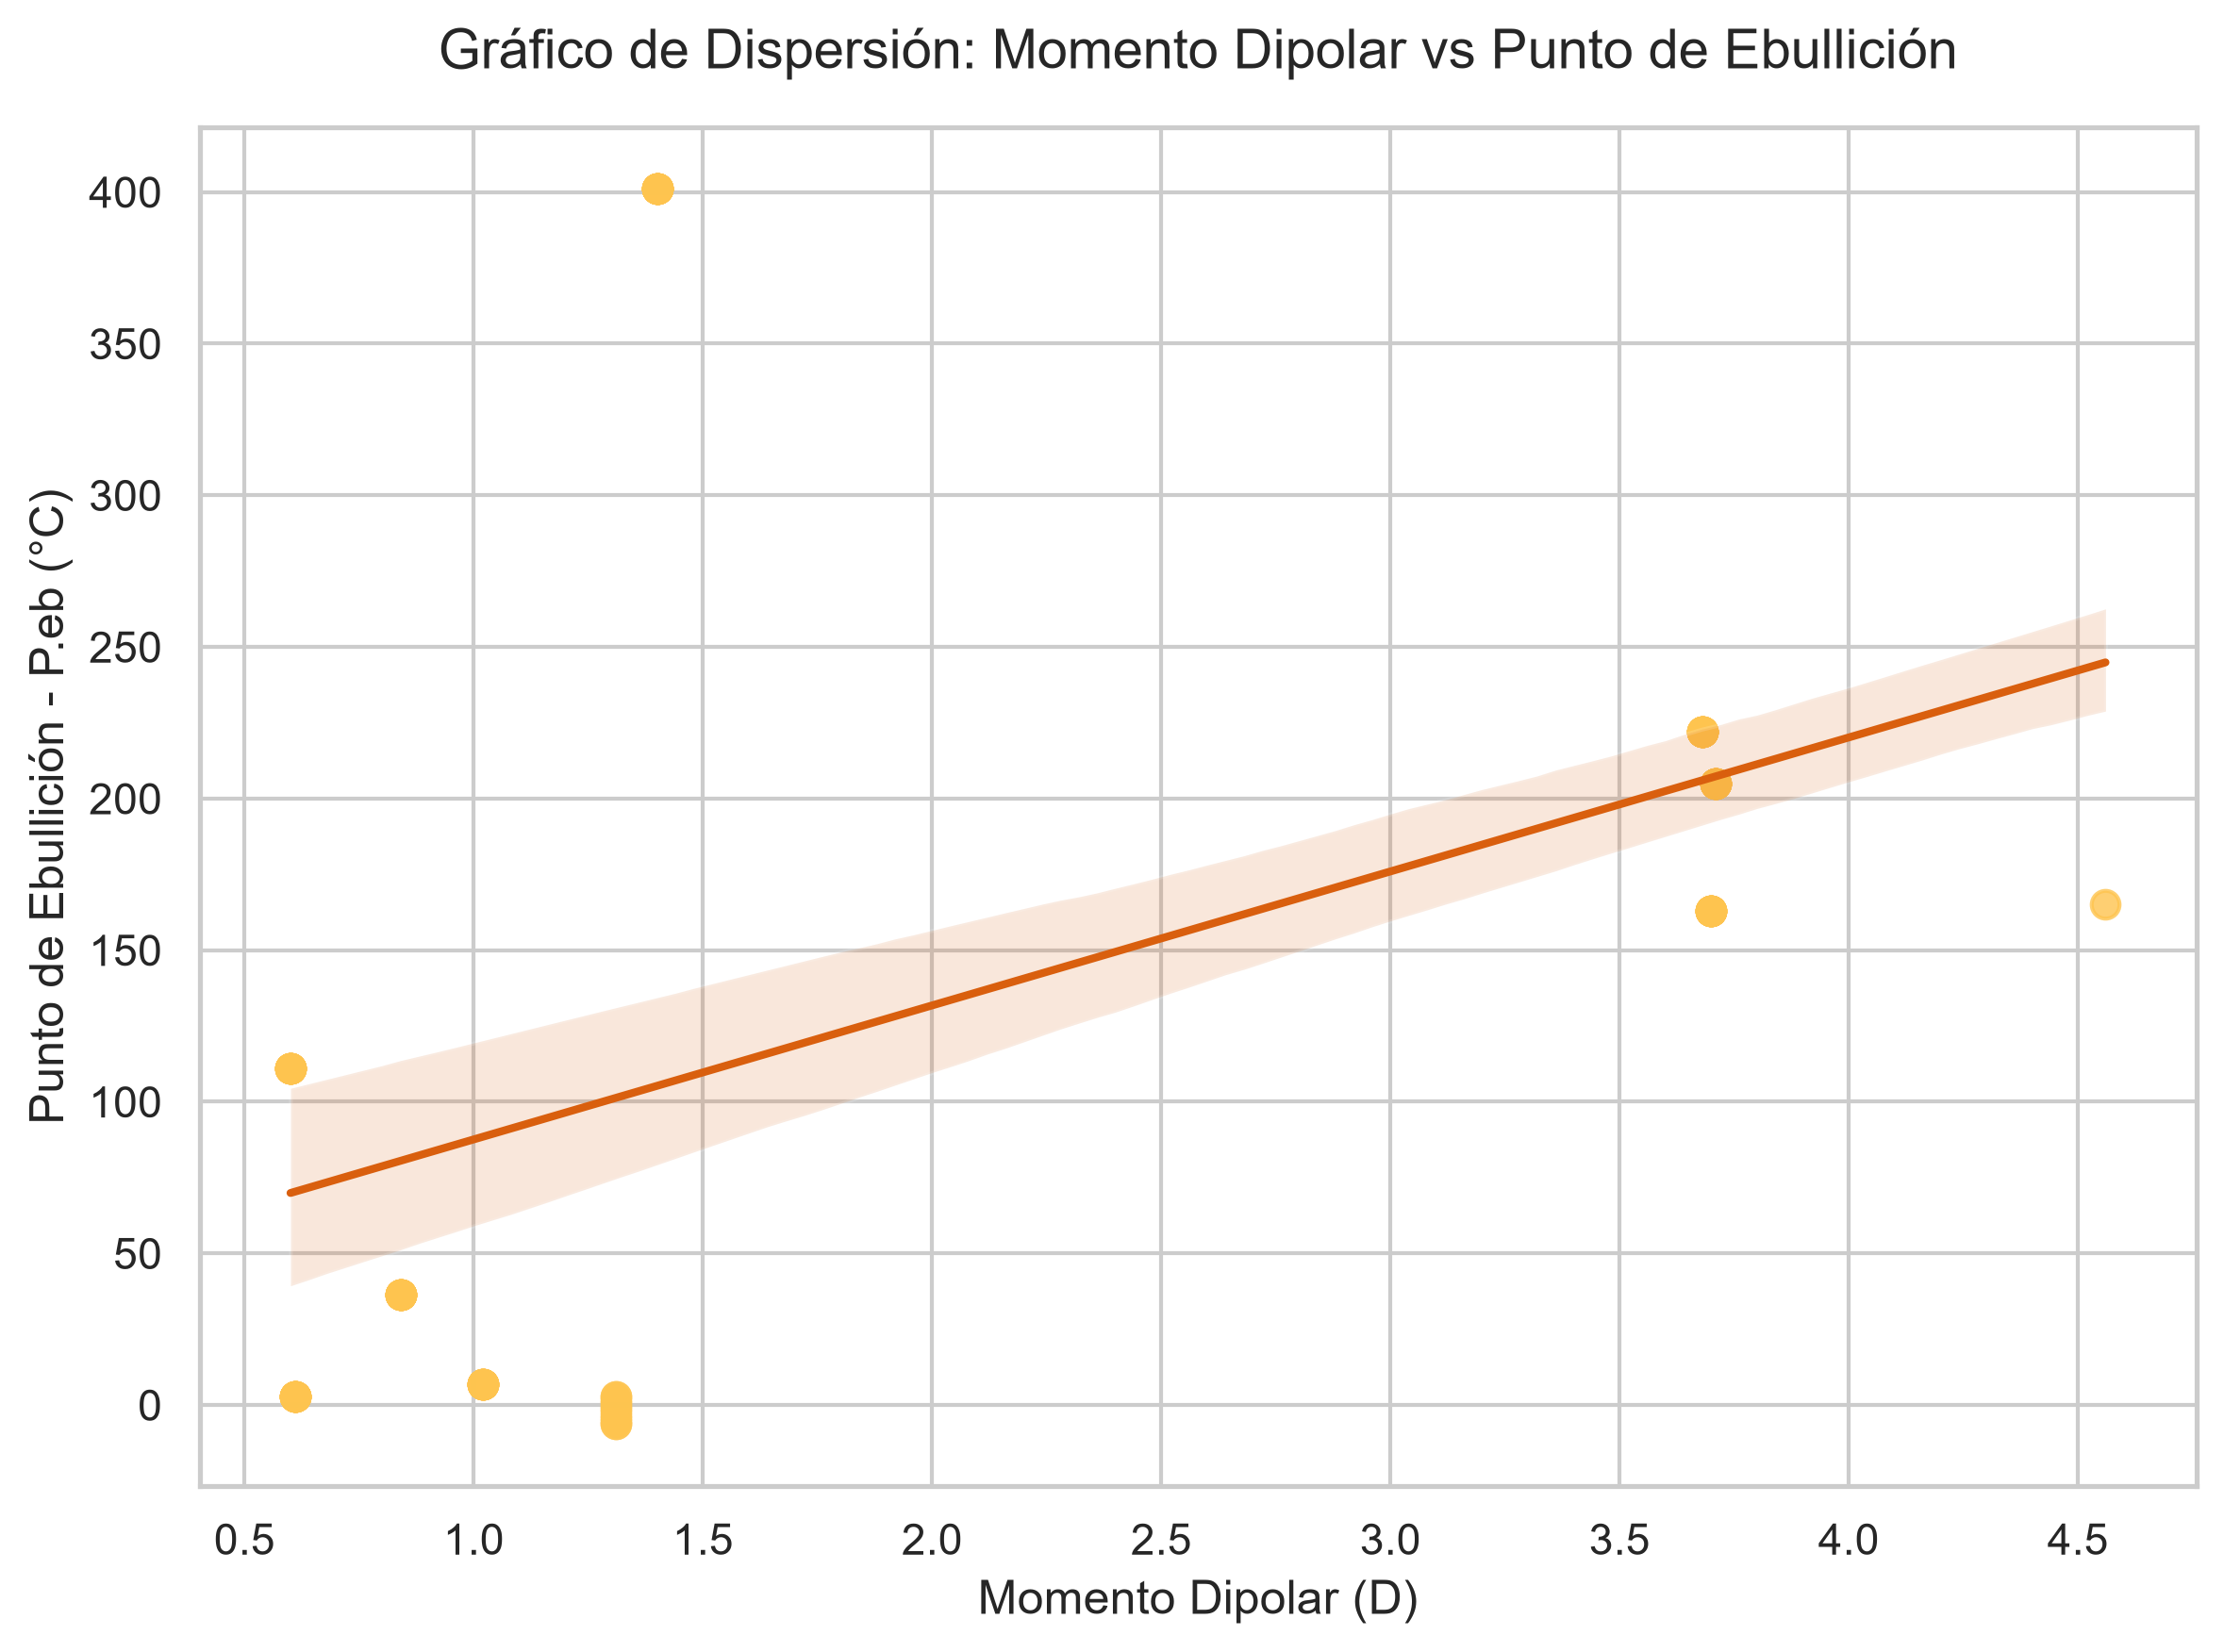 Gráfico de Dispersión: Momento Dipolar vs Punto de Ebullición
Punto de Ebullición - P.eb (°C)
400
350
300
250
200
150
100
50
0
0.5 1.0 1.5 2.0 2.5 3.0 3.5 4.0 4.5
Momento Dipolar (D)